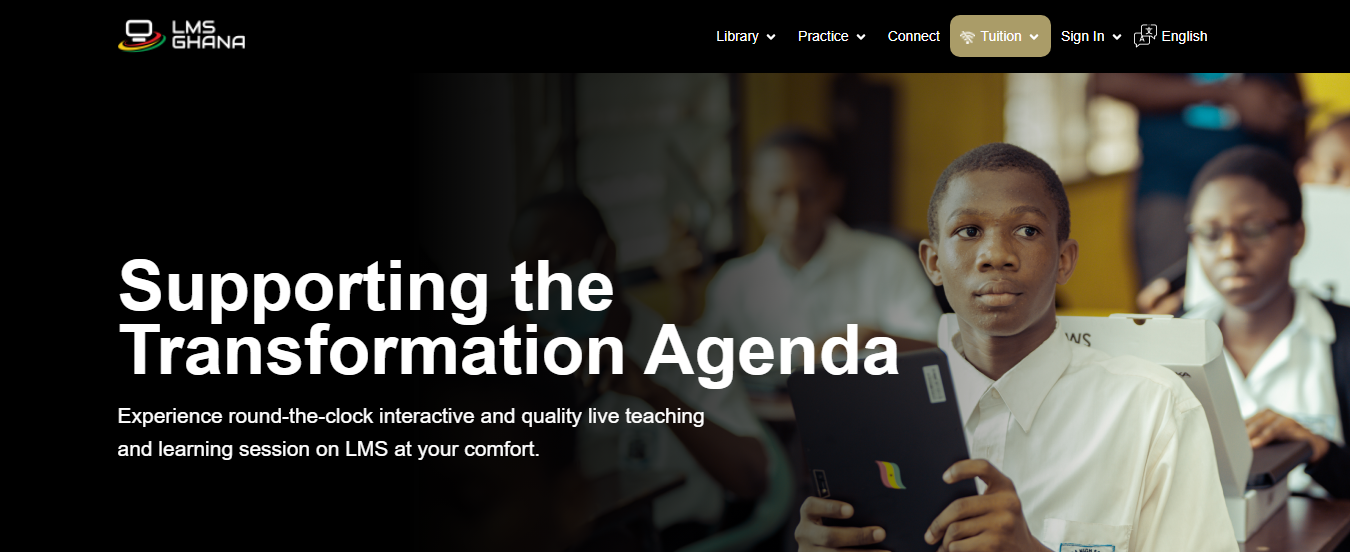 LMS
GHANA
Library
Practice
Connect
Tuition
Sign In
English
Supporting the
Transformation Agenda
Experience round-the-clock interactive and quality live teaching
and learning session on LMS at your comfort.
WS